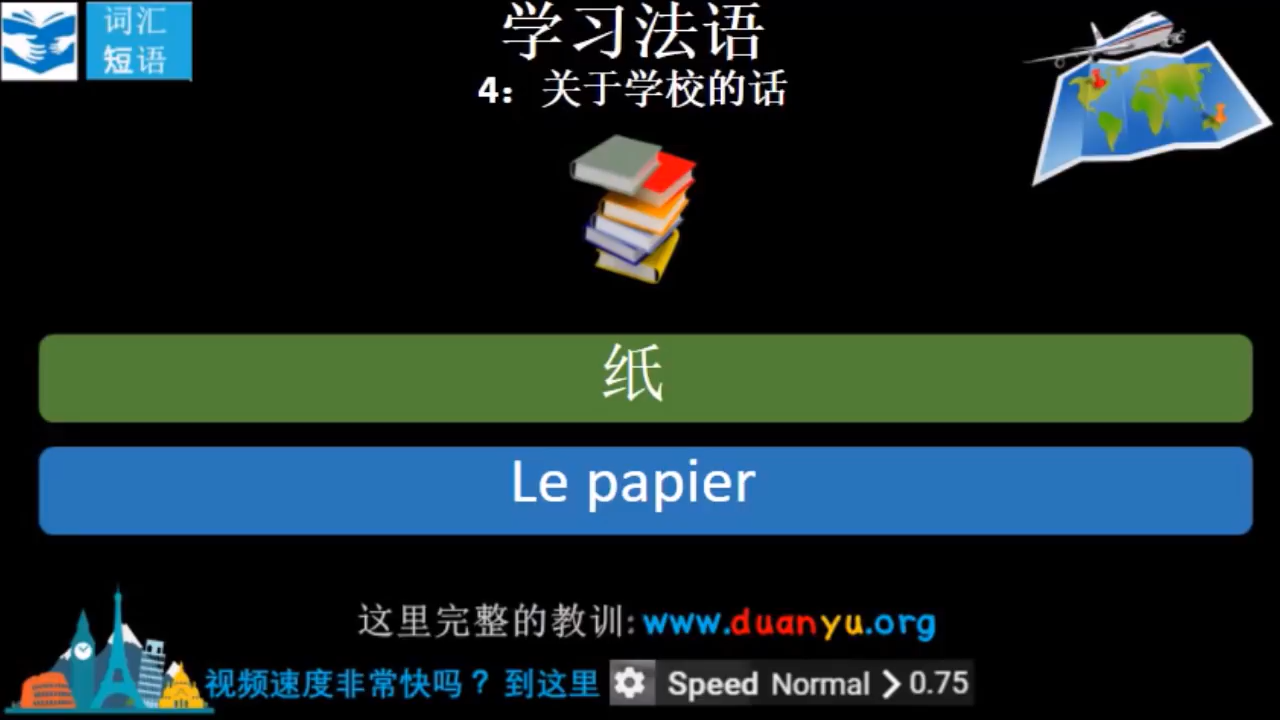 词汇
短语
学习法语
4：关于学校的话
纸
Le papier
这里完整的教训: www.duanyu.org
视频速度非常快吗？ 到这里 Speed Normal > 0.75